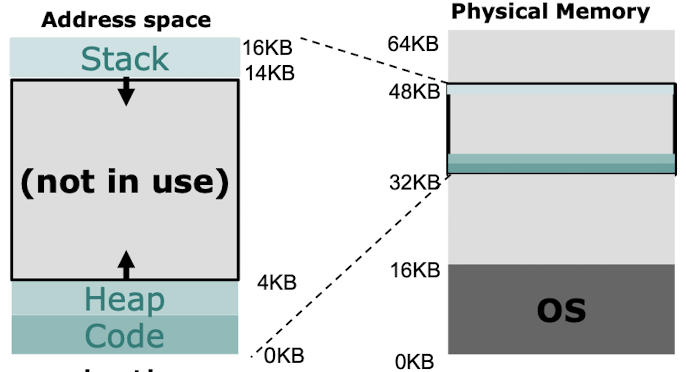 Address space
Stack
16KB
14KB
(not in use)
4KB
Heap
Code
0KB
Physical Memory
64KB
48KB
32KB
16KB
OS
0KB